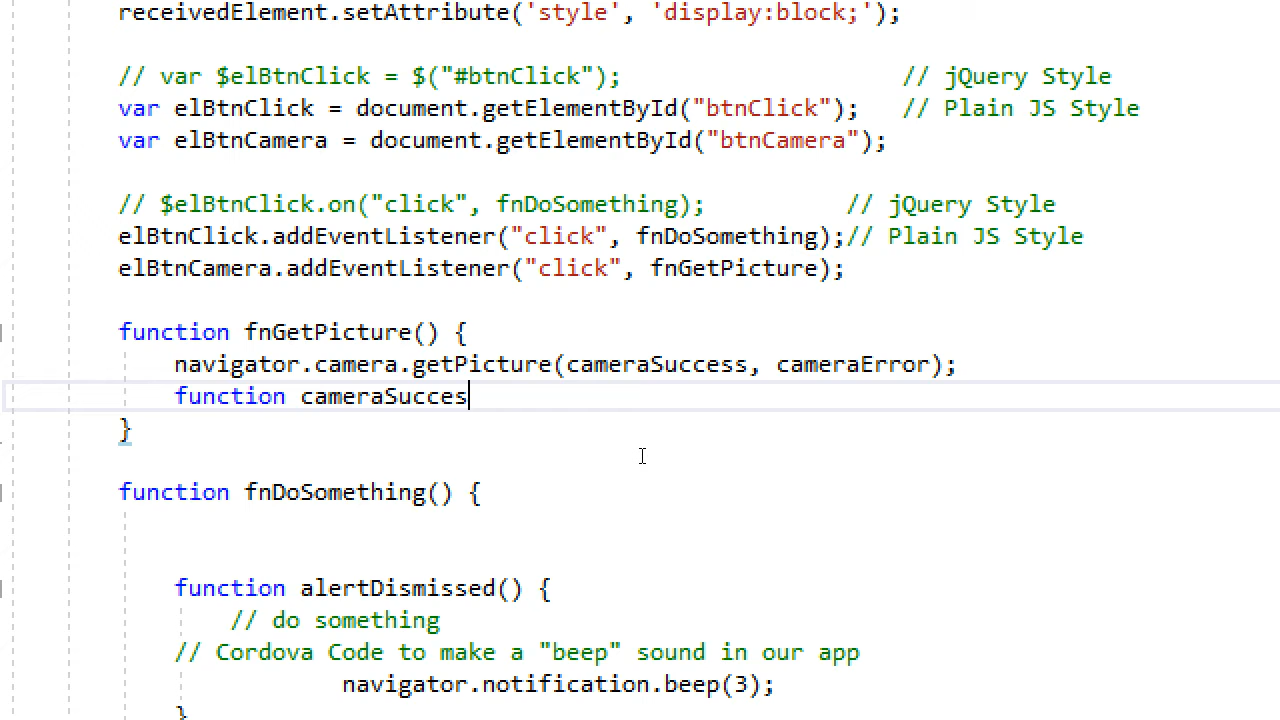 receivedElement.setAttribute('style', 'display:block;');
// var $elBtnClick = $("#btnClick"); // jQuery Style
var elBtnClick = document.getElementById("btnClick"); // Plain JS Style
var elBtnCamera = document.getElementById("btnCamera");
// $elBtnClick.on("click", fnDoSomething); // jQuery Style
elBtnClick.addEventListener("click", fnDoSomething);// Plain JS Style
elBtnCamera.addEventListener("click", fnGetPicture);
function fnGetPicture() {
navigator.camera.getPicture(cameraSuccess, cameraError);
function cameraSucces
}
function fnDoSomething() {
function alertDismissed() {
// do something
// Cordova Code to make a "beep" sound in our app
navigator.notification.beep(3);
}